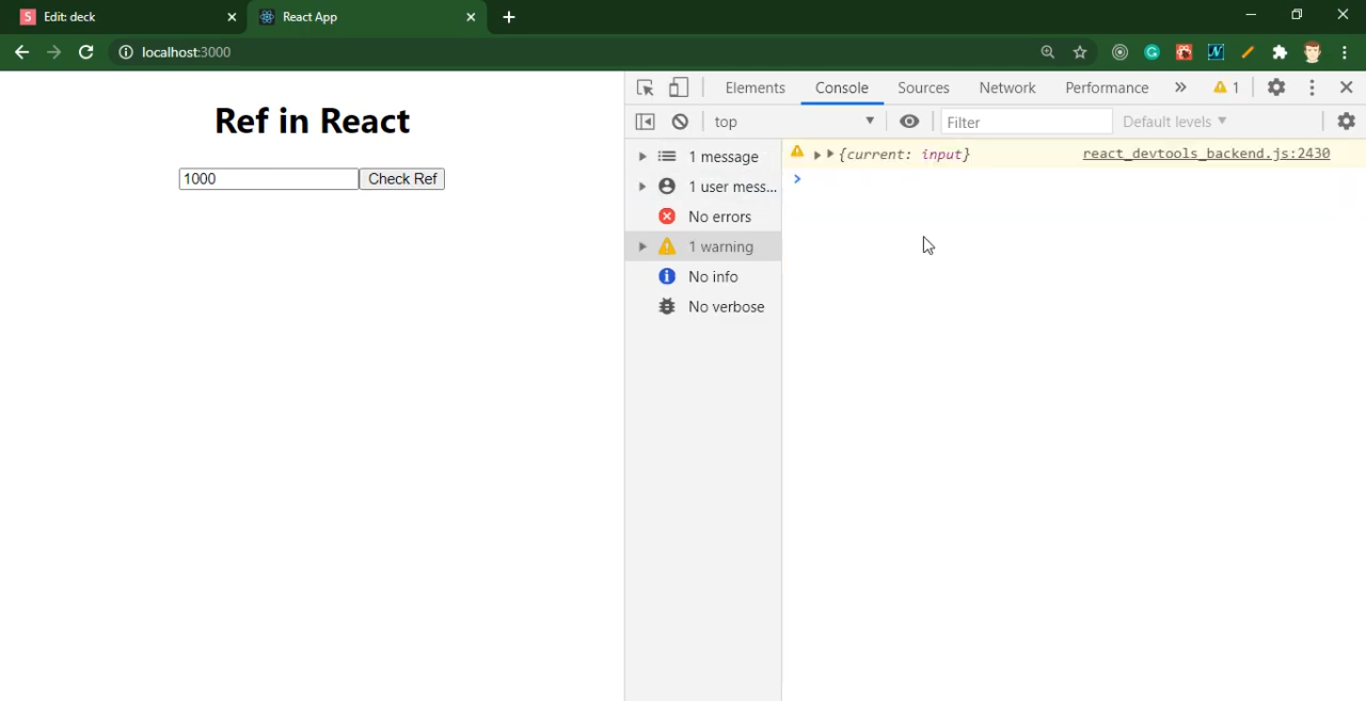 Edit: deck
React App
localhost:3000
Ref in React
1000
Check Ref
Elements
Console
Sources
Network
Performance
1
top
Filter
Default levels
1 message
1 user mess...
No errors
1 warning
No info
No verbose
{current: input}
react_devtools_backend.js:2430